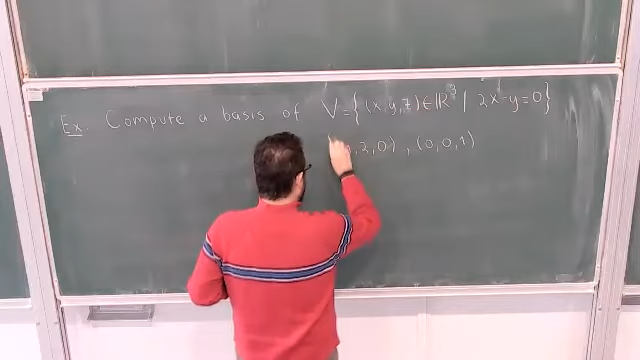 Ex. Compute a basis of V={(x,y,z)∈ℝ³ | 2x-y=0}
,2,0) , (0,0,1)